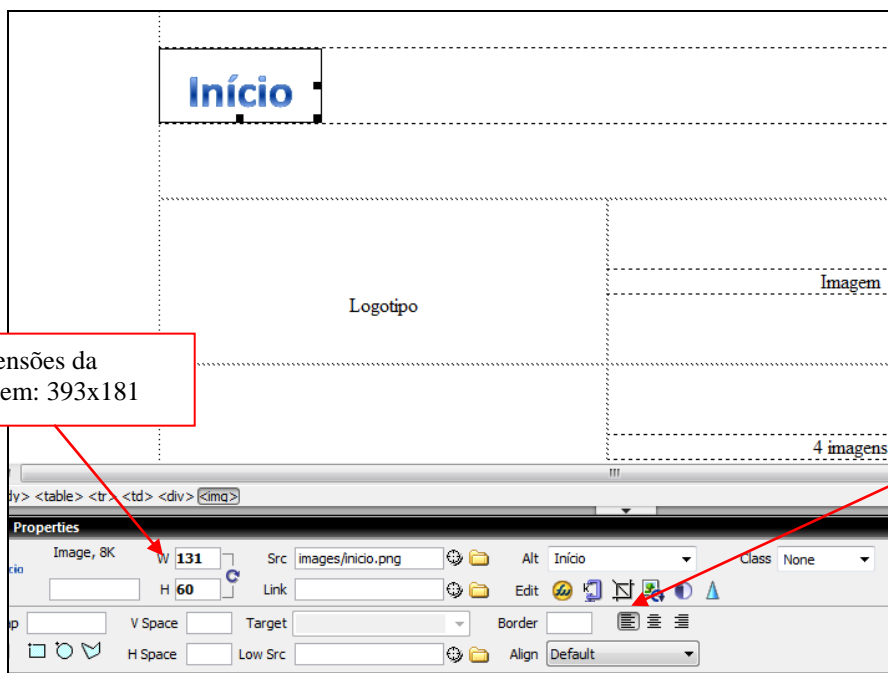 Início
Imagem
Logotipo
ensões da
em: 393x181
4 imagens
dy> <table> <tr> <td> <div> <img>
Properties
Image, 8K W 131 Src images/inicio.png Alt Início Class None
H 60 Link Edit
ap V Space Target Border
H Space Low Src Align Default